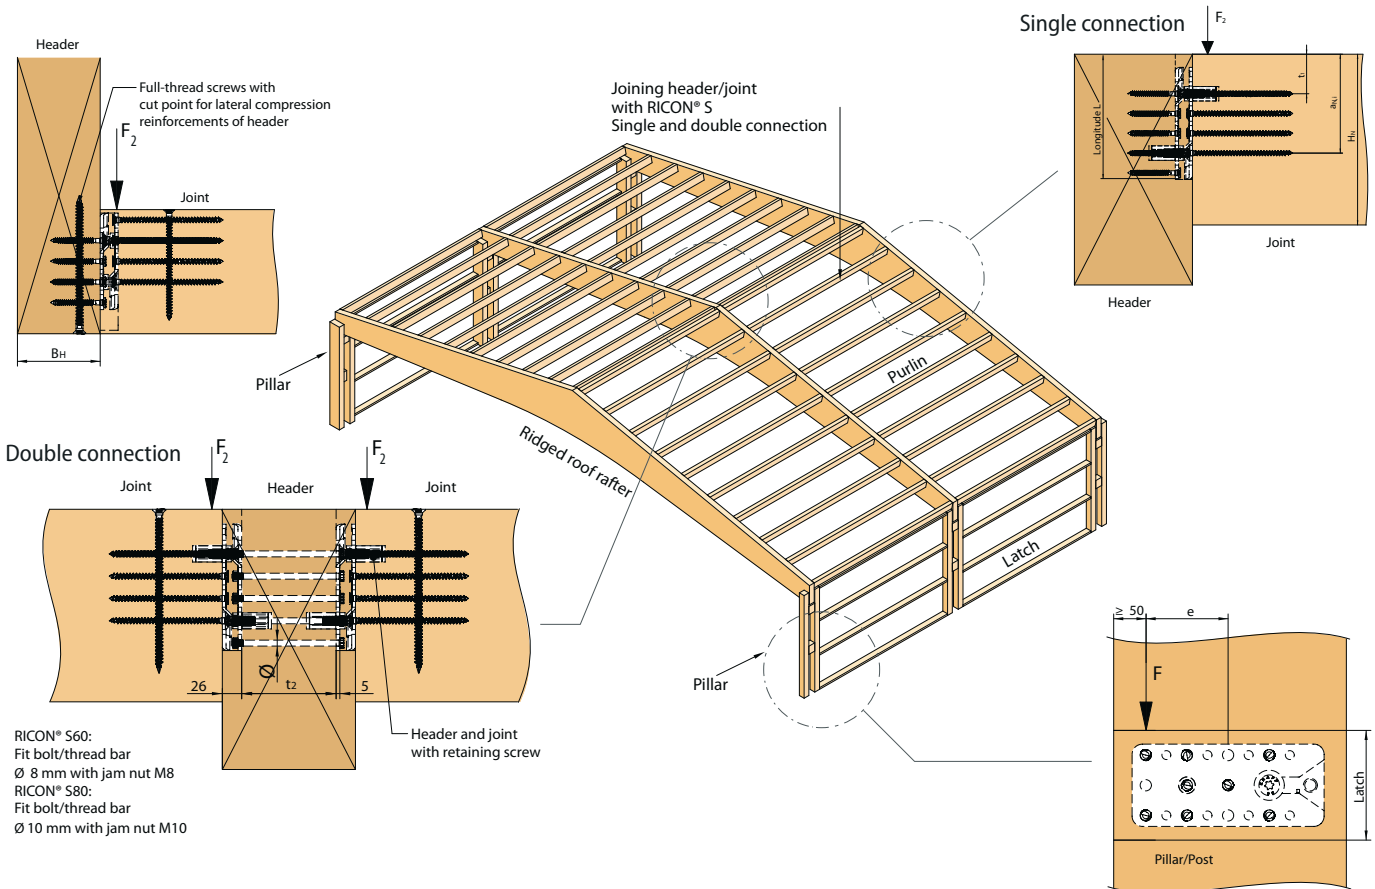 Header
Full-thread screws with
cut point for lateral compression
reinforcements of header
F2
Joint
BH
Single connection
F2
Longitude L
t1
aN,i
HN
Joint
Header
Joining header/joint
with RICON® S
Single and double connection
Pillar
Purlin
Ridged roof rafter
Latch
Pillar
Double connection
F2
F2
Joint
Header
Joint
26
Ø
t2
5
Header and joint
with retaining screw
RICON® S60:
Fit bolt/thread bar
Ø 8 mm with jam nut M8
RICON® S80:
Fit bolt/thread bar
Ø 10 mm with jam nut M10
≥ 50
e
F
Latch
Pillar/Post